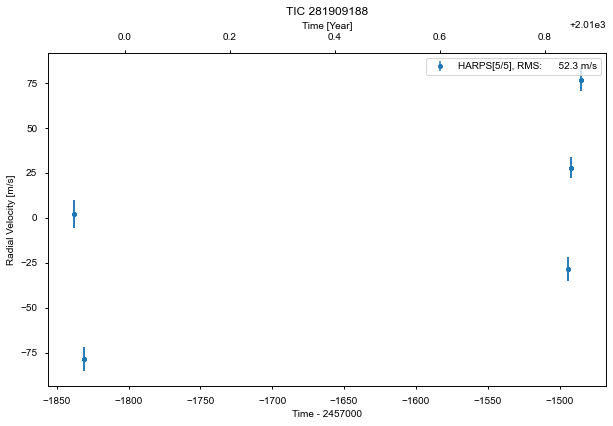 TIC 281909188
Time [Year]
+2.01e3
0.0 0.2 0.4 0.6 0.8
HARPS[5/5], RMS: 52.3 m/s
75
50
25
0
−25
−50
−75
Radial Velocity [m/s]
−1850 −1800 −1750 −1700 −1650 −1600 −1550 −1500
Time - 2457000